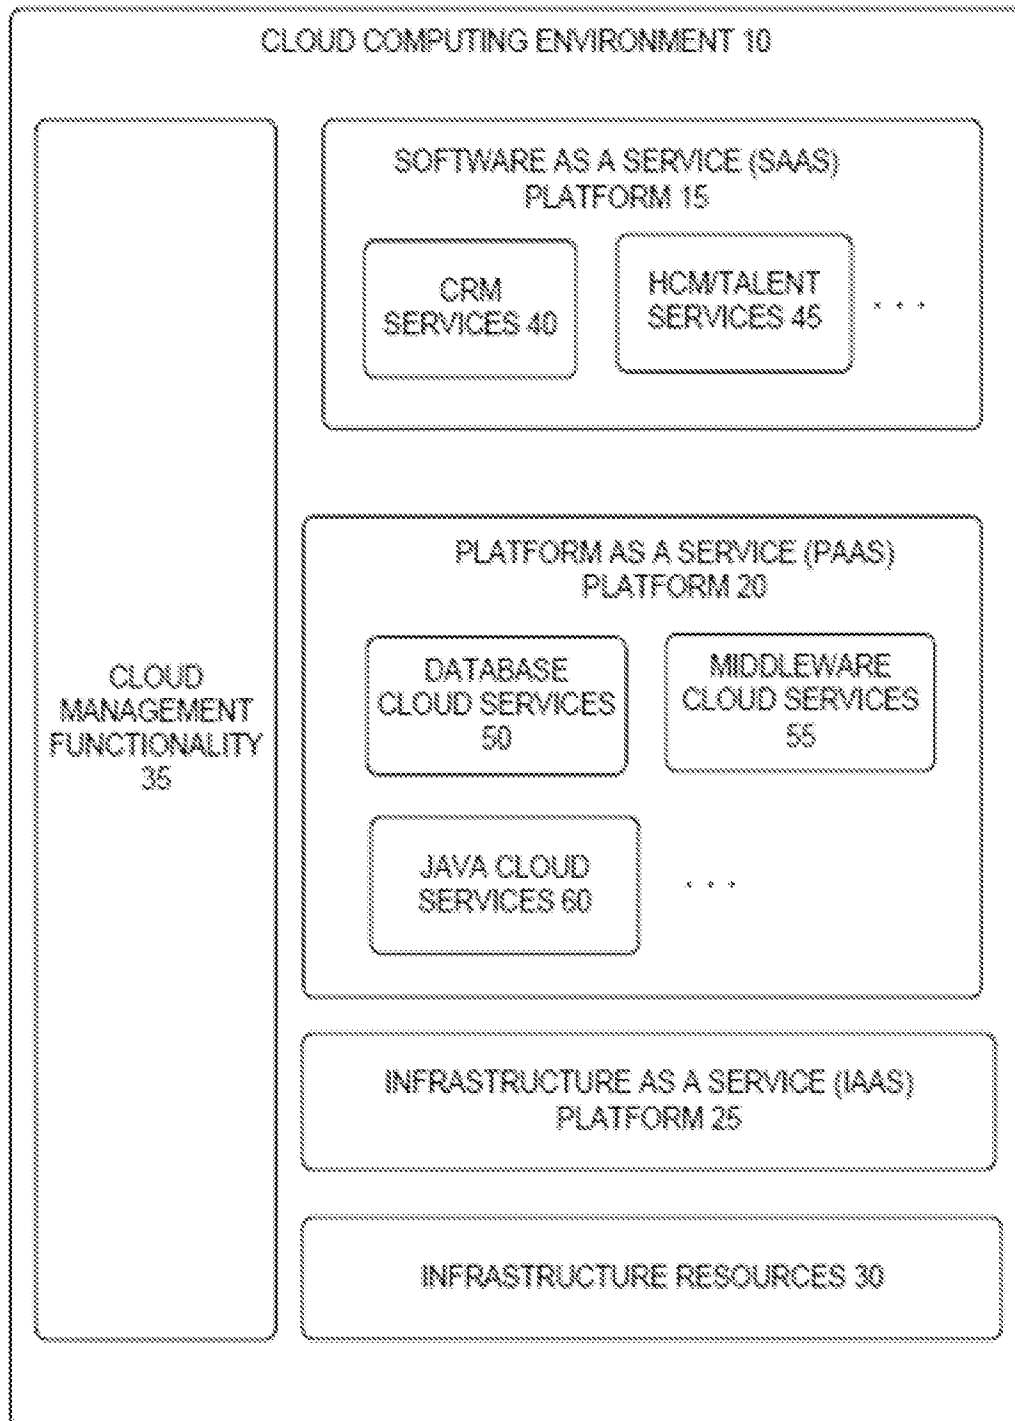 CLOUD COMPUTING ENVIRONMENT 10
SOFTWARE AS A SERVICE (SAAS)
PLATFORM 15
CRM
SERVICES 40
HCM/TALENT
SERVICES 45
. . .
PLATFORM AS A SERVICE (PAAS)
PLATFORM 20
DATABASE
CLOUD SERVICES
50
MIDDLEWARE
CLOUD SERVICES
55
CLOUD
MANAGEMENT
FUNCTIONALITY
35
JAVA CLOUD
SERVICES 60
. . .
INFRASTRUCTURE AS A SERVICE (IAAS)
PLATFORM 25
INFRASTRUCTURE RESOURCES 30